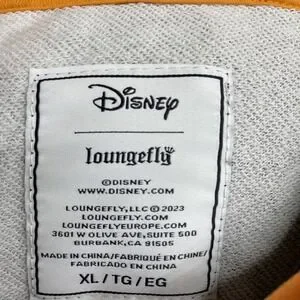 Disney
loungefly
©DISNEY
WWW.DISNEY.COM
LOUNGEFLY, LLC © 2023
LOUNGEFLY.COM
LOUNGEFLYEUROPE.COM
3601 W OLIVE AVE, SUITE 500
BURBANK, CA 91505
MADE IN CHINA/FABRIQUÉ EN CHINE/
FABRICADO EN CHINA
XL / TG / EG